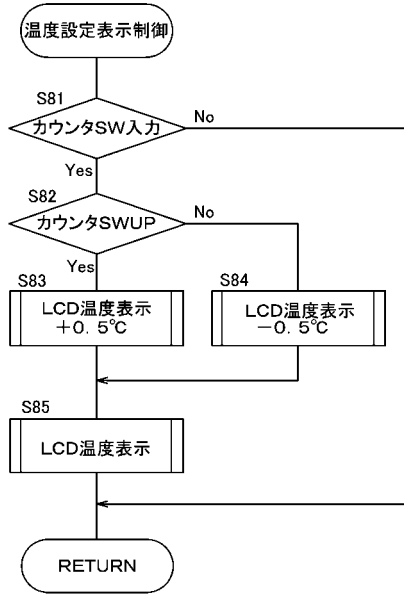 温度設定表示制御
S81
カウンタSW入力
No
Yes
S82
カウンタSWUP
No
Yes
S83
LCD温度表示
+0.5℃
S84
LCD温度表示
−0.5℃
S85
LCD温度表示
RETURN